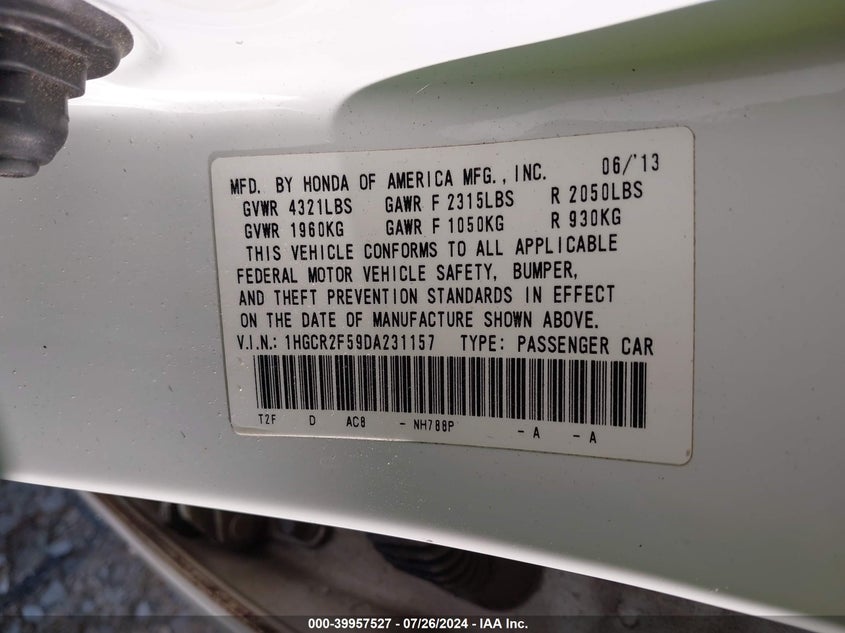 MFD. BY HONDA OF AMERICA MFG., INC. 06/'13
GVWR 4321LBS GAWR F 2315LBS R 2050LBS
GVWR 1960KG GAWR F 1050KG R 930KG
THIS VEHICLE CONFORMS TO ALL APPLICABLE
FEDERAL MOTOR VEHICLE SAFETY, BUMPER,
AND THEFT PREVENTION STANDARDS IN EFFECT
ON THE DATE OF MANUFACTURE SHOWN ABOVE.
V.I.N.: 1HGCR2F59DA231157 TYPE: PASSENGER CAR
T2F D AC8 - NH788P - A - A
000-39957527 - 07/26/2024 - IAA Inc.